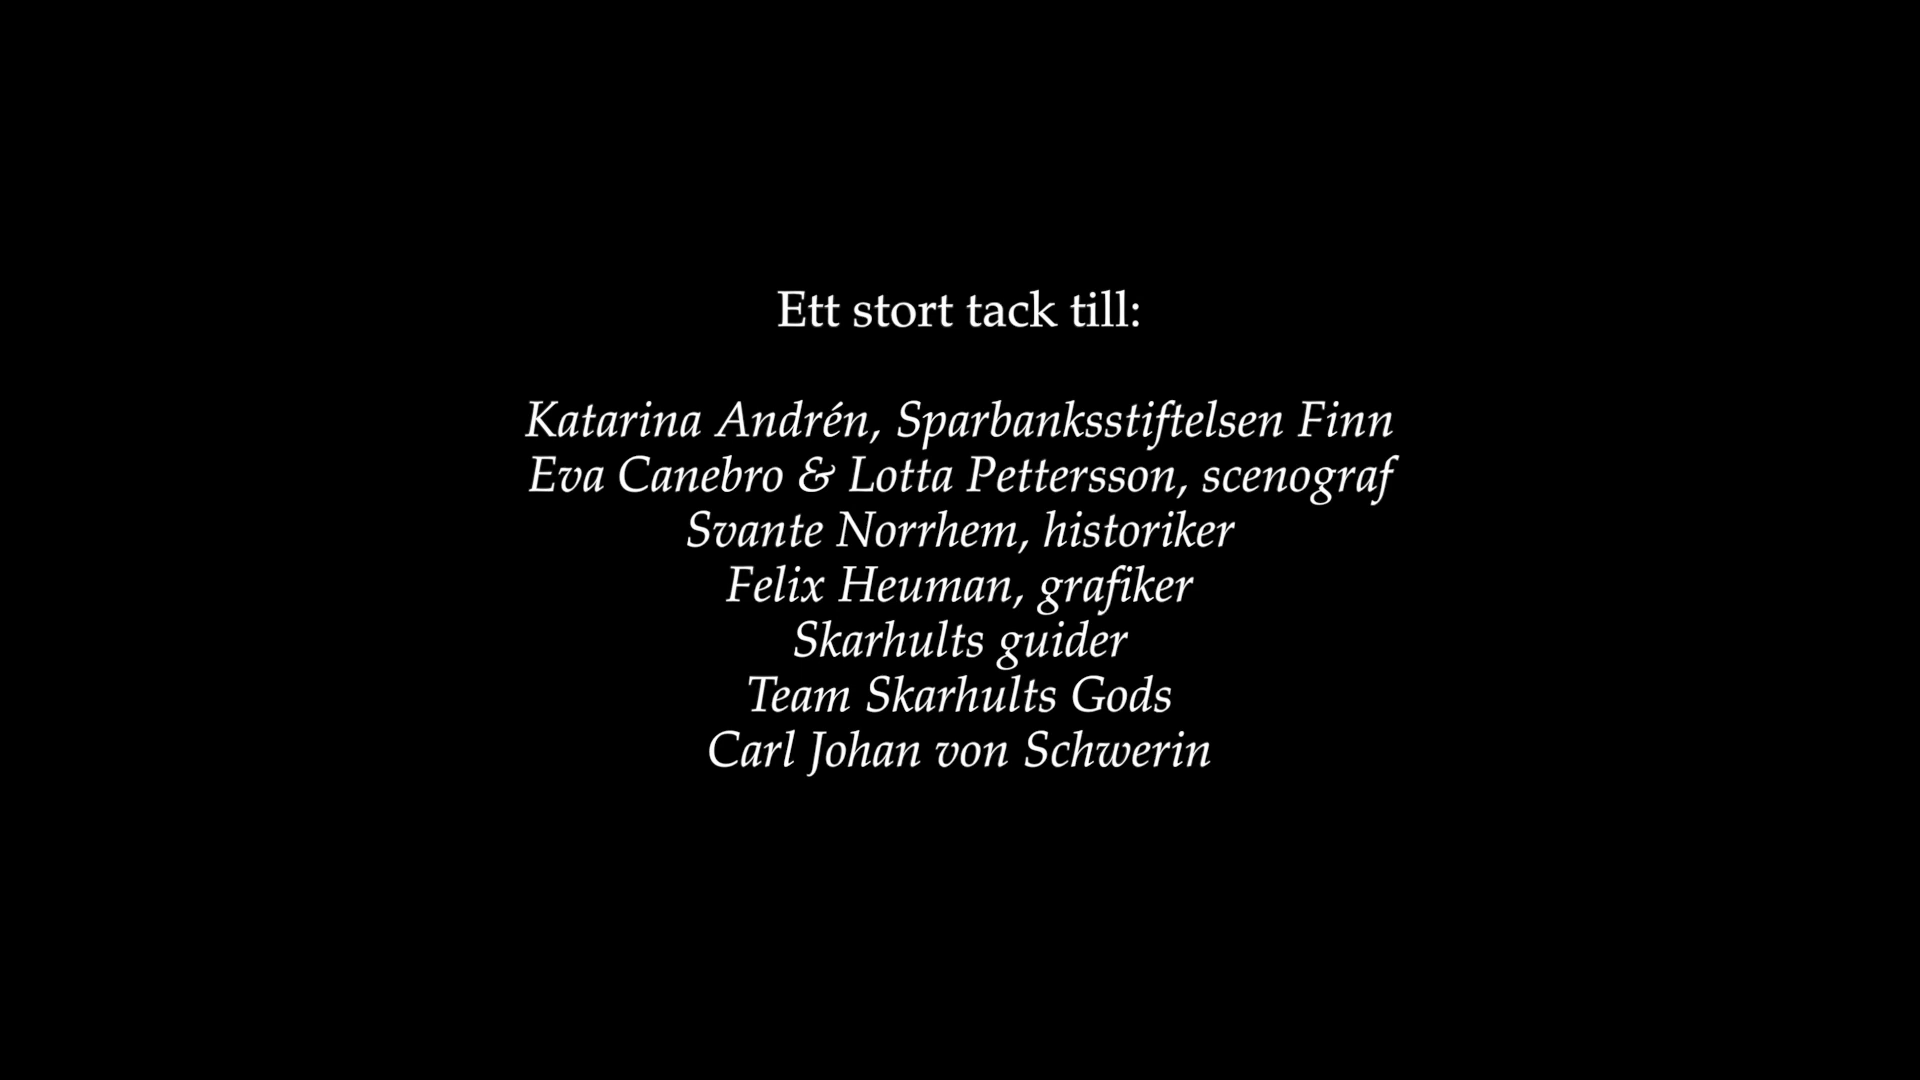 Ett stort tack till:
Katarina Andrén, Sparbanksstiftelsen Finn
Eva Canebro & Lotta Pettersson, scenograf
Svante Norrhem, historiker
Felix Heuman, grafiker
Skarhults guider
Team Skarhults Gods
Carl Johan von Schwerin